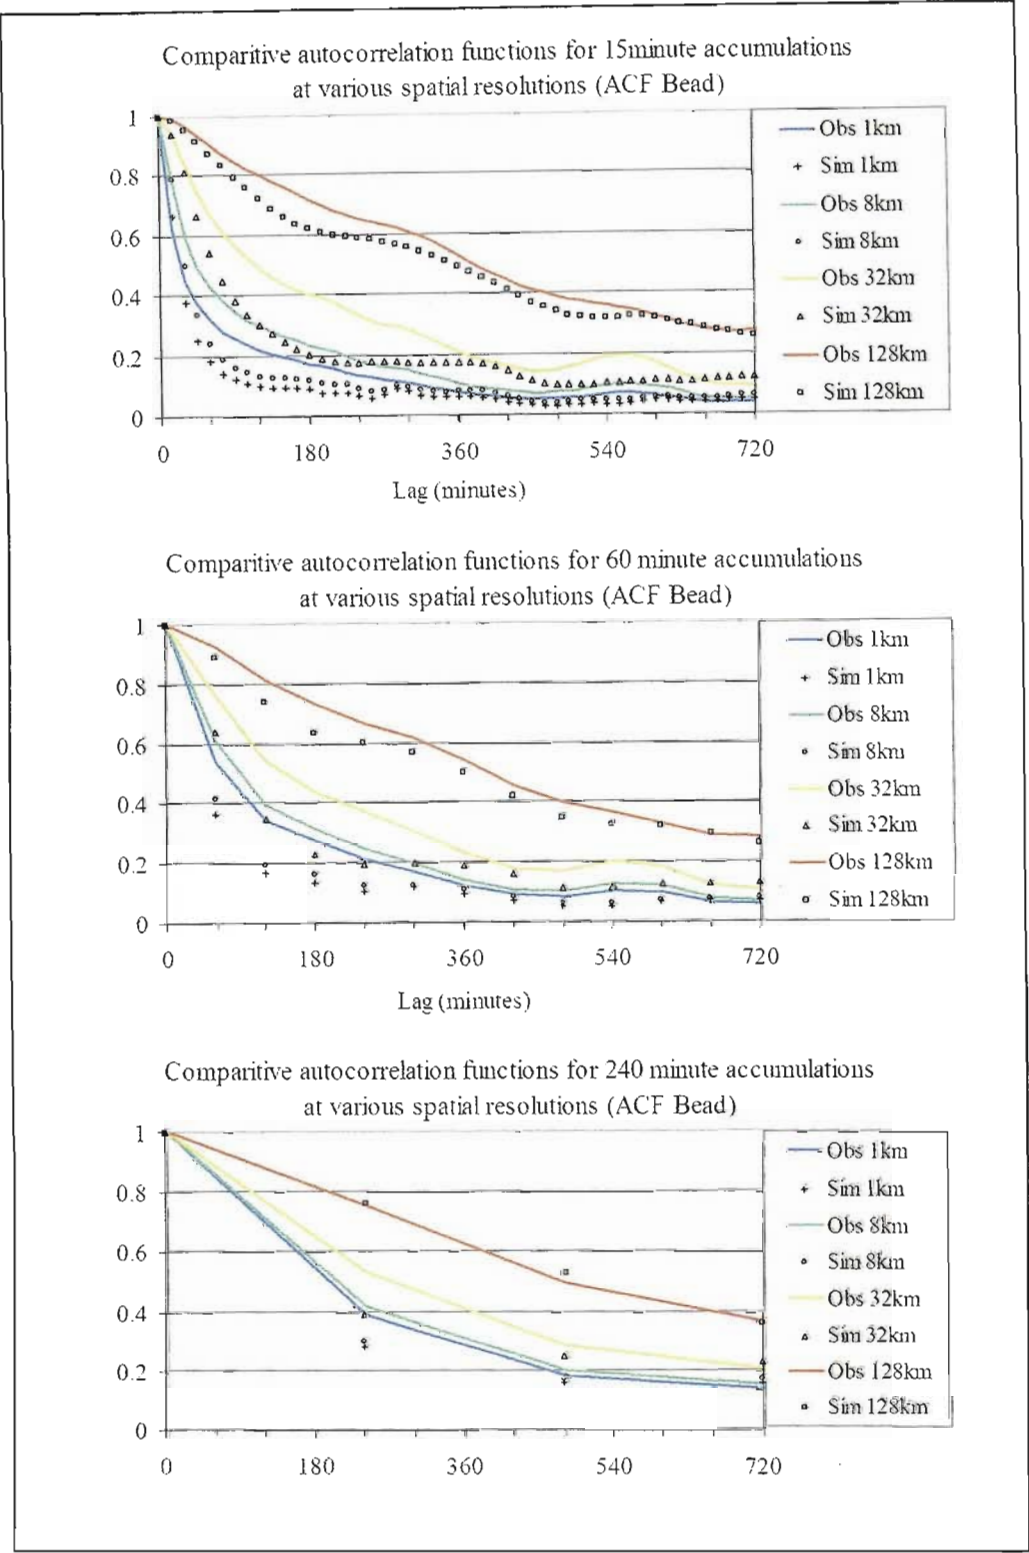 Comparitive autocorrelation functions for 15minute accumulations
at various spatial resolutions (ACF Bead)
1
0.8
0.6
0.4
0.2
0
0 180 360 540 720
Lag (minutes)
Obs 1km
Sim 1km
Obs 8km
Sim 8km
Obs 32km
Sim 32km
Obs 128km
Sim 128km
Comparitive autocorrelation functions for 60 minute accumulations
at various spatial resolutions (ACF Bead)
1
0.8
0.6
0.4
0.2
0
0 180 360 540 720
Lag (minutes)
Obs 1km
Sim 1km
Obs 8km
Sim 8km
Obs 32km
Sim 32km
Obs 128km
Sim 128km
Comparitive autocorrelation functions for 240 minute accumulations
at various spatial resolutions (ACF Bead)
1
0.8
0.6
0.4
0.2
0
0 180 360 540 720
Obs 1km
Sim 1km
Obs 8km
Sim 8km
Obs 32km
Sim 32km
Obs 128km
Sim 128km